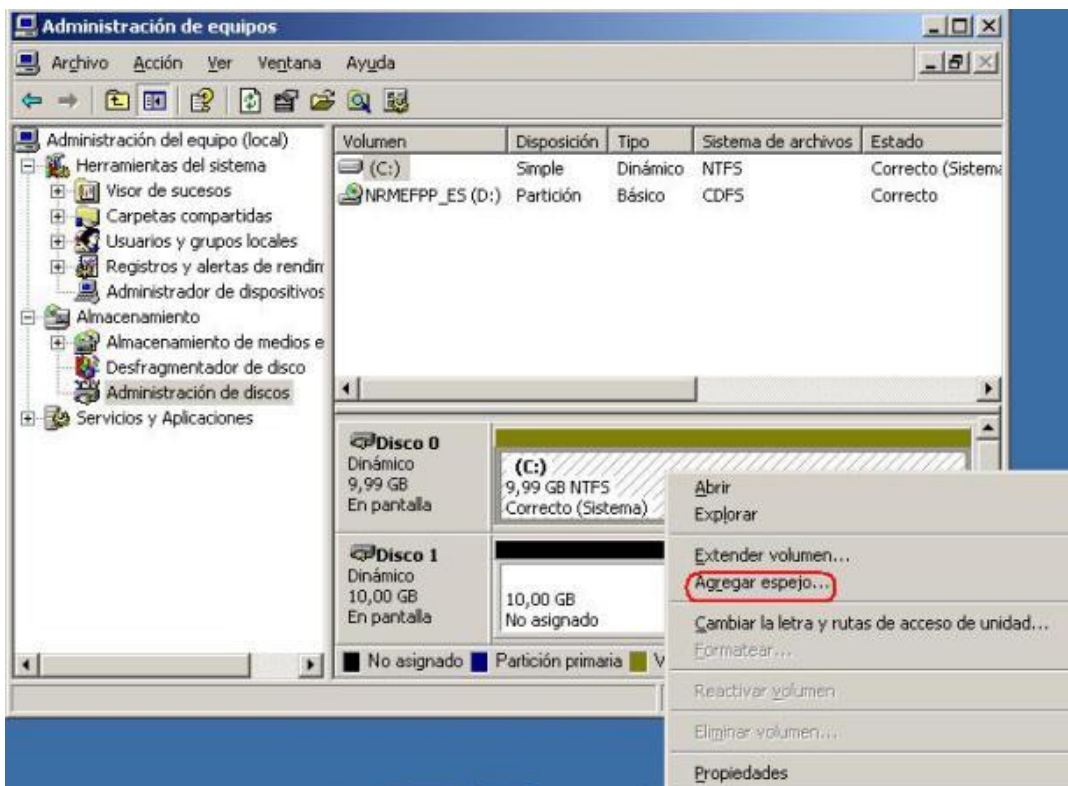 Administración de equipos
Archivo Acción Ver Ventana Ayuda
Administración del equipo (local)
Herramientas del sistema
Visor de sucesos
Carpetas compartidas
Usuarios y grupos locales
Registros y alertas de rendim
Administrador de dispositivos
Almacenamiento
Almacenamiento de medios e
Desfragmentador de disco
Administración de discos
Servicios y Aplicaciones
Volumen Disposición Tipo Sistema de archivos Estado
(C:) Simple Dinámico NTFS Correcto (Sistema
NRMEFPP_ES (D:) Partición Básico CDFS Correcto
Disco 0
Dinámico
9,99 GB
En pantalla
(C:)
9,99 GB NTFS
Correcto (Sistema)
Disco 1
Dinámico
10,00 GB
En pantalla
10,00 GB
No asignado
No asignado Partición primaria V
Abrir
Explorar
Extender volumen...
Agregar espejo...
Cambiar la letra y rutas de acceso de unidad...
Formatear...
Reactivar volumen
Eliminar volumen...
Propiedades